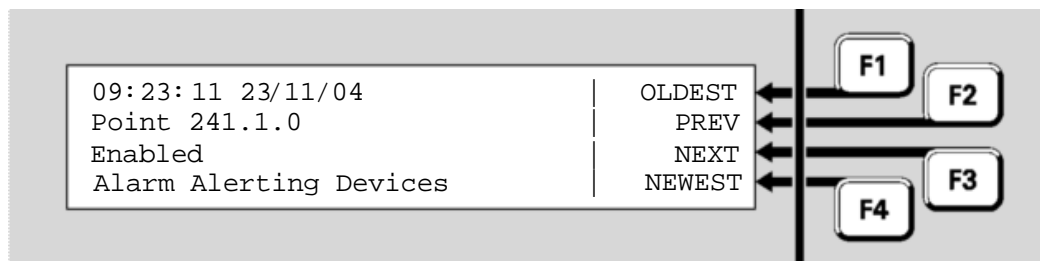 09:23:11 23/11/04 | OLDEST
Point 241.1.0 | PREV
Enabled | NEXT
Alarm Alerting Devices | NEWEST
F1
F2
F3
F4